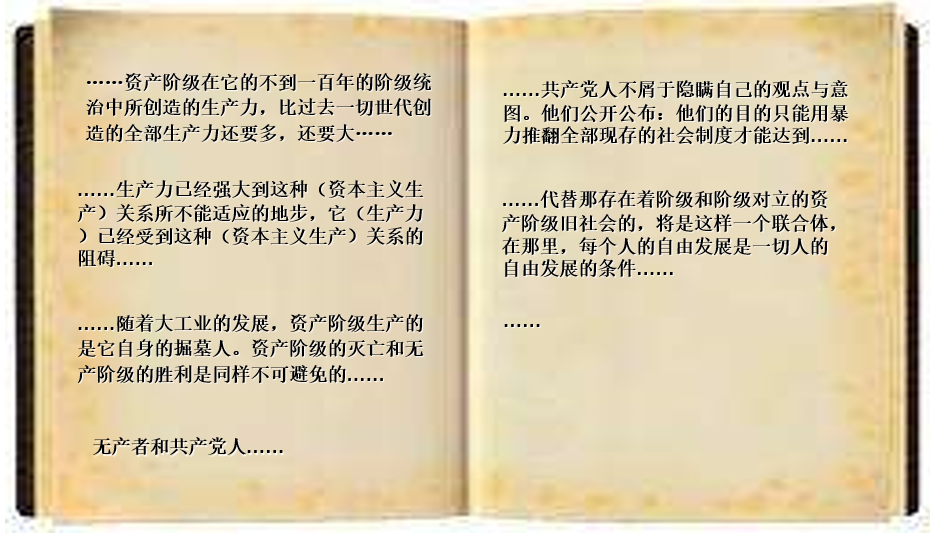 ……资产阶级在它的不到一百年的阶级统
治中所创造的生产力，比过去一切世代创
造的全部生产力还要多，还要大……
……生产力已经强大到这种（资本主义生
产）关系所不能适应的地步，它（生产力
）已经受到这种（资本主义生产）关系的
阻碍……
……随着大工业的发展，资产阶级生产的
是它自身的掘墓人。资产阶级的灭亡和无
产阶级的胜利是同样不可避免的……
无产者和共产党人……
……共产党人不屑于隐瞒自己的观点与意
图。他们公开公布：他们的目的只能用暴
力推翻全部现存的社会制度才能达到……
……代替那存在着阶级和阶级对立的资
产阶级旧社会的，将是这样一个联合体，
在那里，每个人的自由发展是一切人的
自由发展的条件……
……